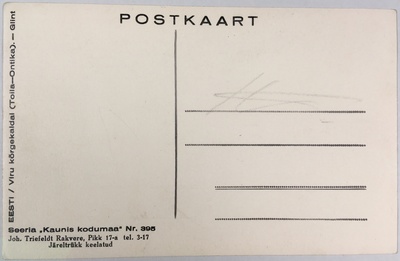 POSTKAART
EESTI / Viru kõrgekaldal (Toila—Ontika). — Glint
Seeria „Kaunis kodumaa" Nr. 395
Joh. Triefeldt Rakvere, Pikk 17-a tel. 3-17
Järeltrükk keelatud